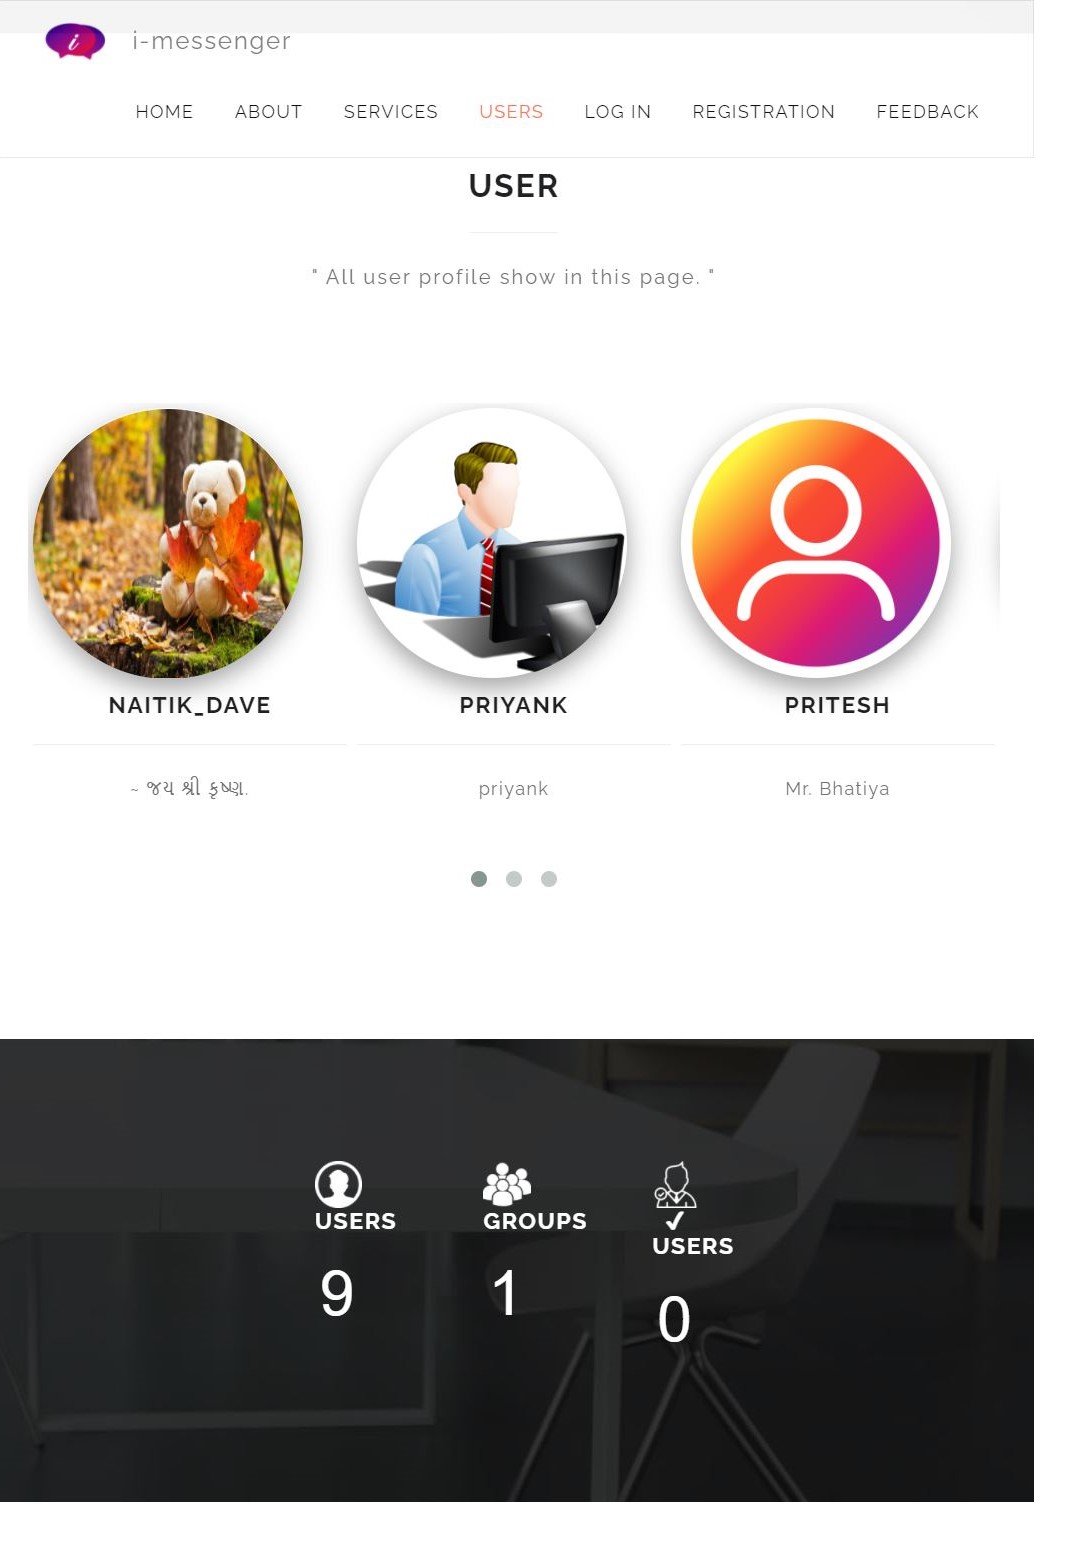 i
i-messenger
HOME ABOUT SERVICES USERS LOG IN REGISTRATION FEEDBACK
USER
" All user profile show in this page. "
NAITIK_DAVE PRIYANK PRITESH
~ જય શ્રી કૃષ્ણ. priyank Mr. Bhatiya
USERS GROUPS ✓
USERS
9 1 0